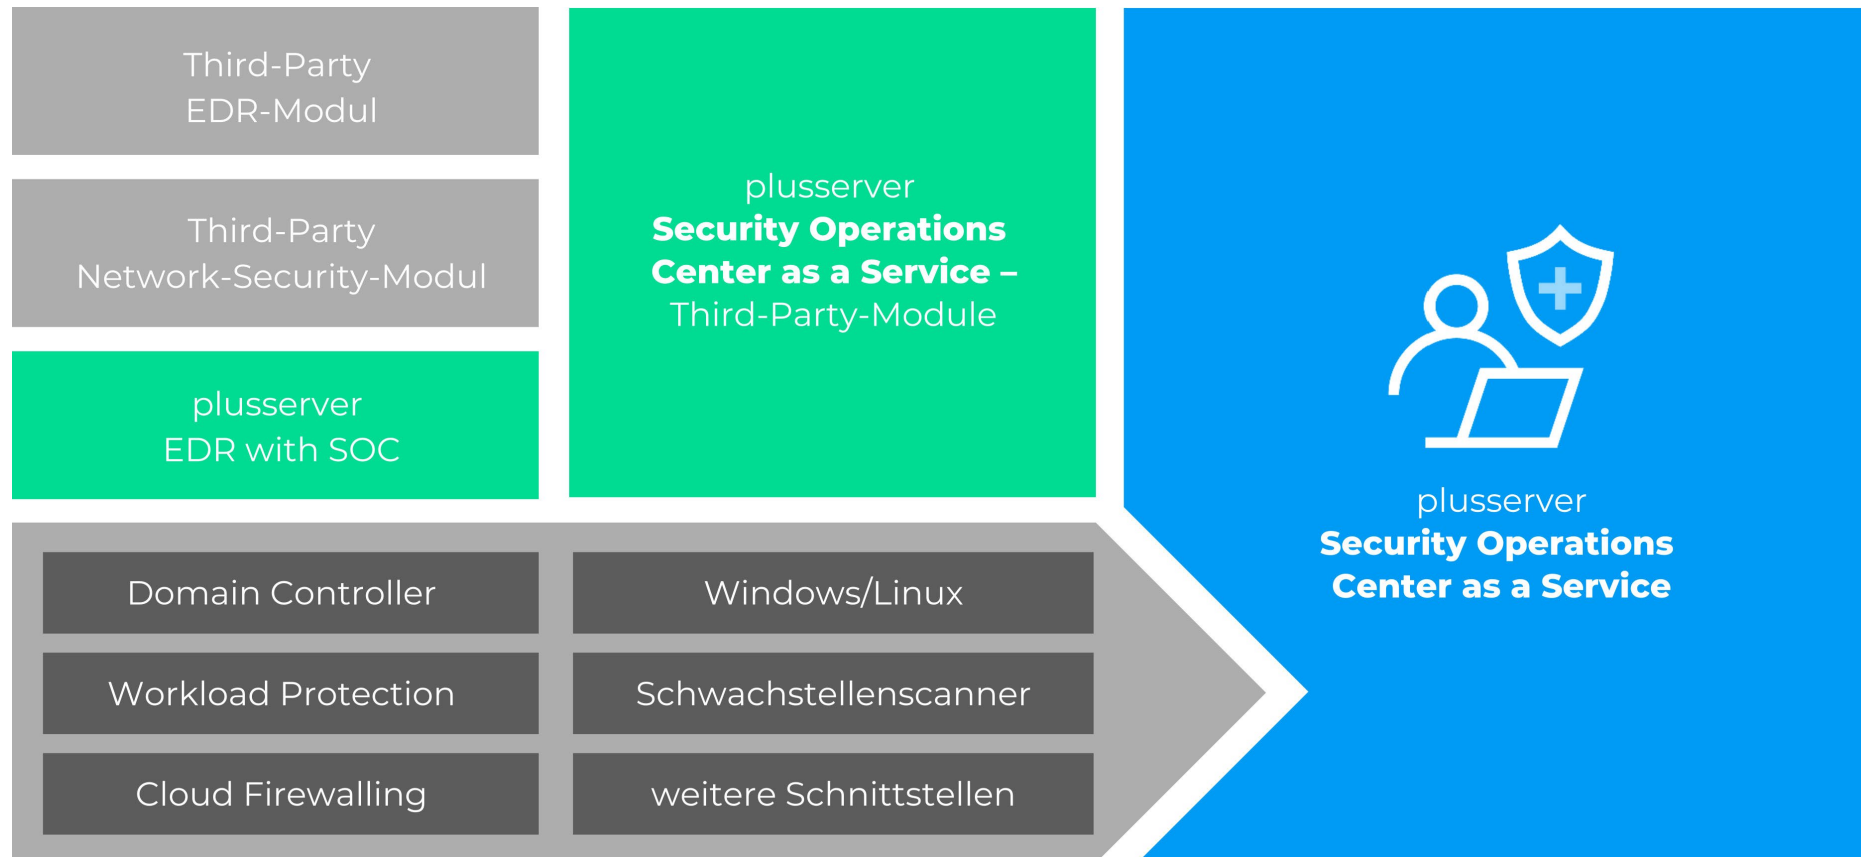 Third-Party
EDR-Modul
Third-Party
Network-Security-Modul
plusserver
EDR with SOC
plusserver
Security Operations
Center as a Service –
Third-Party-Module
Domain Controller
Windows/Linux
Workload Protection
Schwachstellenscanner
Cloud Firewalling
weitere Schnittstellen
plusserver
Security Operations
Center as a Service